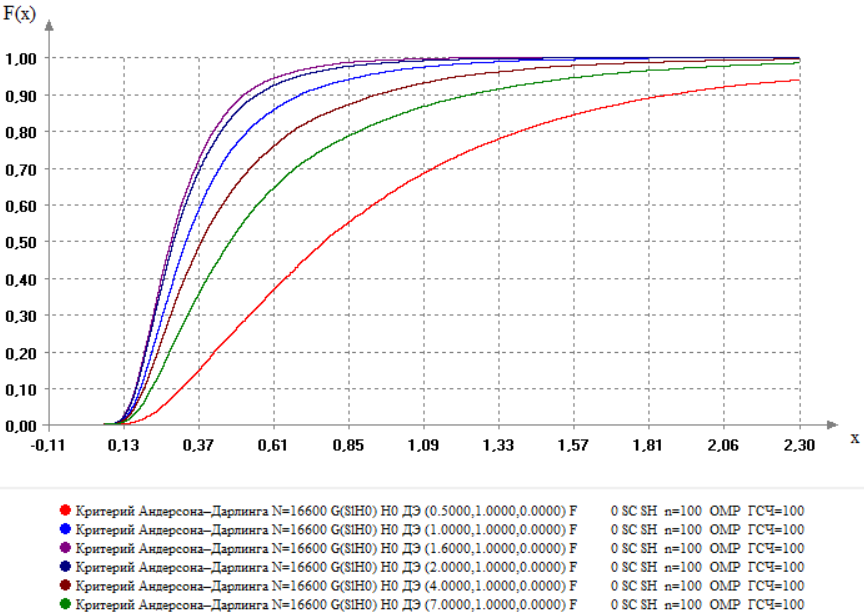 F(x)
1,00
0,90
0,80
0,70
0,60
0,50
0,40
0,30
0,20
0,10
0,00
-0,11 0,13 0,37 0,61 0,85 1,09 1,33 1,57 1,81 2,06 2,30 x
Критерий Андерсона–Дарлинга N=16600 G(S1H0) H0 ДЭ (0.5000,1.0000,0.0000) F 0 SC SH n=100 ОМР ГСЧ=100
Критерий Андерсона–Дарлинга N=16600 G(S1H0) H0 ДЭ (1.0000,1.0000,0.0000) F 0 SC SH n=100 ОМР ГСЧ=100
Критерий Андерсона–Дарлинга N=16600 G(S1H0) H0 ДЭ (1.6000,1.0000,0.0000) F 0 SC SH n=100 ОМР ГСЧ=100
Критерий Андерсона–Дарлинга N=16600 G(S1H0) H0 ДЭ (2.0000,1.0000,0.0000) F 0 SC SH n=100 ОМР ГСЧ=100
Критерий Андерсона–Дарлинга N=16600 G(S1H0) H0 ДЭ (4.0000,1.0000,0.0000) F 0 SC SH n=100 ОМР ГСЧ=100
Критерий Андерсона–Дарлинга N=16600 G(S1H0) H0 ДЭ (7.0000,1.0000,0.0000) F 0 SC SH n=100 ОМР ГСЧ=100